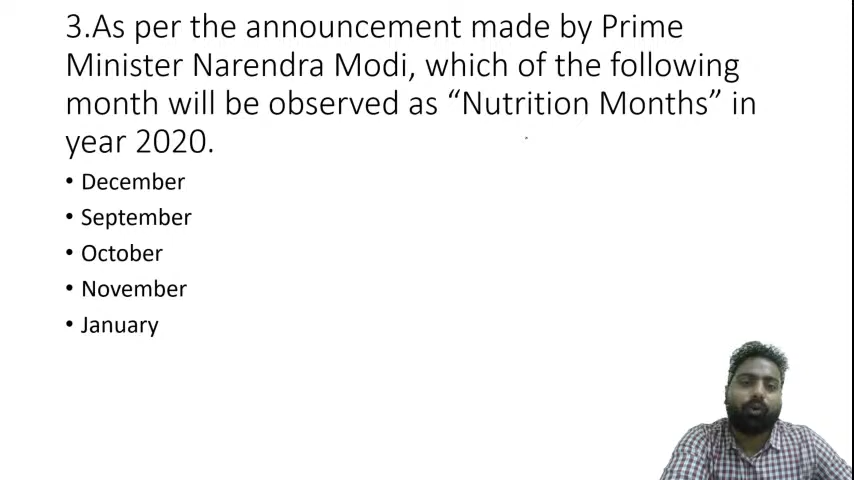 3.As per the announcement made by Prime
Minister Narendra Modi, which of the following
month will be observed as “Nutrition Months” in
year 2020.
• December
• September
• October
• November
• January